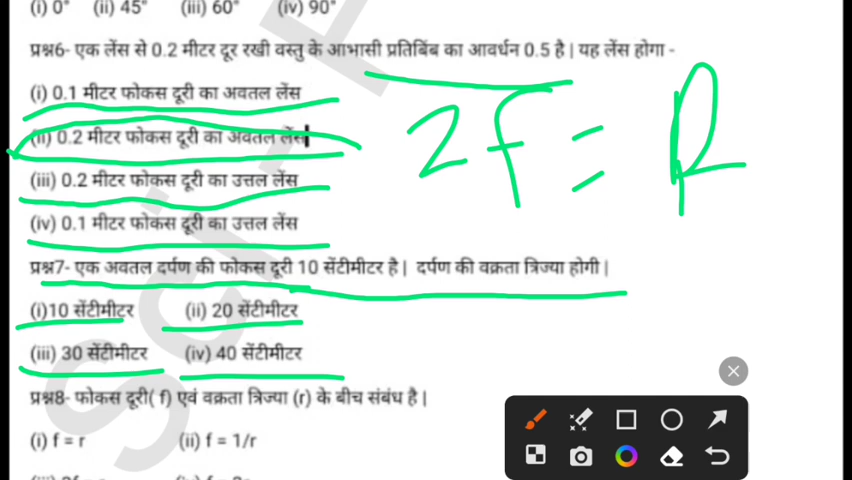 (i) 0° (ii) 45° (iii) 60° (iv) 90°
प्रश्न6- एक लेंस से 0.2 मीटर दूर रखी वस्तु के आभासी प्रतिबिंब का आवर्धन 0.5 है| यह लेंस होगा -
(i) 0.1 मीटर फोकस दूरी का अवतल लेंस
(ii) 0.2 मीटर फोकस दूरी का अवतल लेंस
(iii) 0.2 मीटर फोकस दूरी का उत्तल लेंस
(iv) 0.1 मीटर फोकस दूरी का उत्तल लेंस
2f = R
प्रश्न7- एक अवतल दर्पण की फोकस दूरी 10 सेंटीमीटर है| दर्पण की वक्रता त्रिज्या होगी|
(i)10 सेंटीमीटर (ii) 20 सेंटीमीटर
(iii) 30 सेंटीमीटर (iv) 40 सेंटीमीटर
प्रश्न8- फोकस दूरी( f) एवं वक्रता त्रिज्या (r) के बीच संबंध है|
(i) f = r (ii) f = 1/r